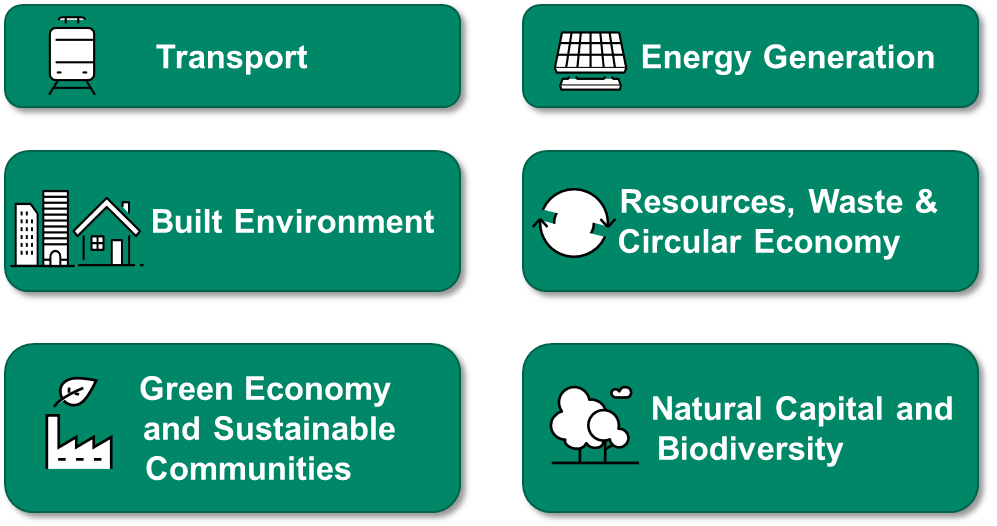 Transport
Energy Generation
Built Environment
Resources, Waste &
Circular Economy
Green Economy
and Sustainable
Communities
Natural Capital and
Biodiversity